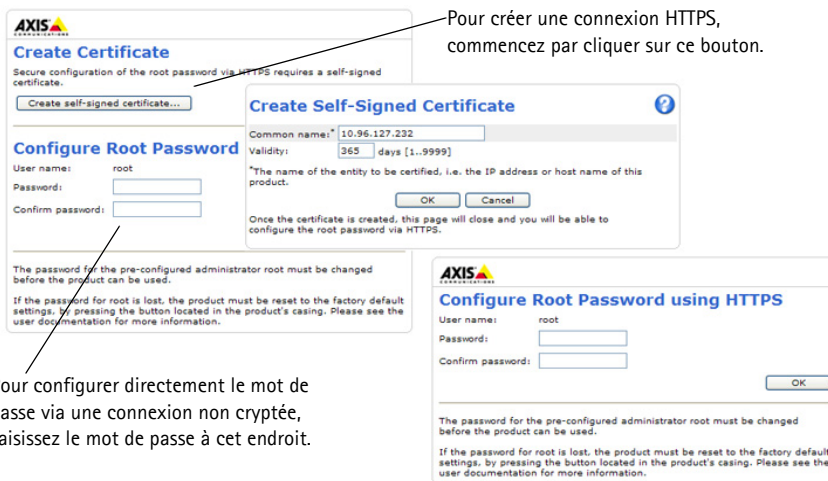 AXIS
COMMUNICATIONS
Create Certificate
Secure configuration of the root password via HTTPS requires a self-signed
certificate.
Create self-signed certificate...
Configure Root Password
User name: root
Password:
Confirm password:
The password for the pre-configured administrator root must be changed
before the product can be used.
If the password for root is lost, the product must be reset to the factory default
settings, by pressing the button located in the product's casing. Please see the
user documentation for more information.
Pour créer une connexion HTTPS,
commencez par cliquer sur ce bouton.
Create Self-Signed Certificate
?
Common name:* 10.96.127.232
Validity: 365 days [1..9999]
*The name of the entity to be certified, i.e. the IP address or host name of this
product.
OK Cancel
Once the certificate is created, this page will close and you will be able to
configure the root password via HTTPS.
our configurer directement le mot de
asse via une connexion non cryptée,
aisissez le mot de passe à cet endroit.
AXIS
COMMUNICATIONS
Configure Root Password using HTTPS
User name: root
Password:
Confirm password:
OK
The password for the pre-configured administrator root must be changed
before the product can be used.
If the password for root is lost, the product must be reset to the factory default
settings, by pressing the button located in the product's casing. Please see the
user documentation for more information.